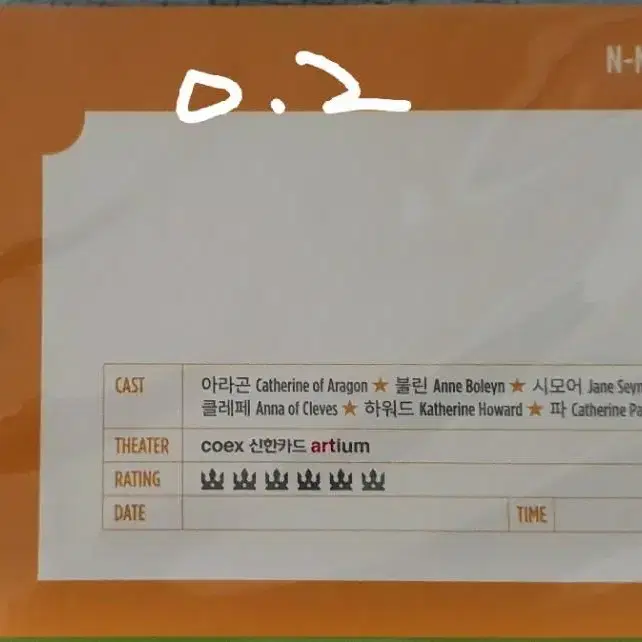 0.2
CAST
아라곤 Catherine of Aragon ★ 불린 Anne Boleyn ★ 시모어 Jane
클레페 Anna of Cleves ★ 하워드 Katherine Howard ★ 파 Catherine
THEATER coex 신한카드 artium
RATING
DATE TIME